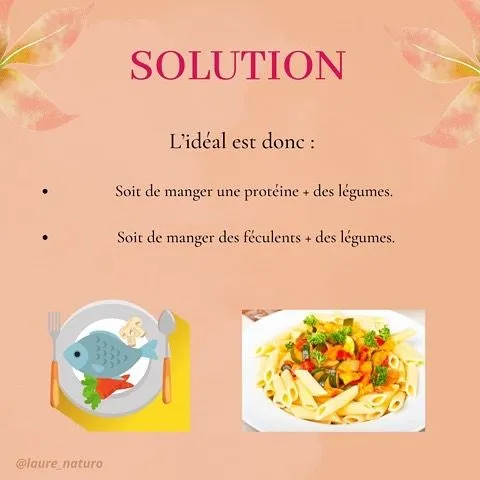 SOLUTION
L'idéal est donc :
• Soit de manger une protéine + des légumes.
• Soit de manger des féculents + des légumes.
@laure_naturo